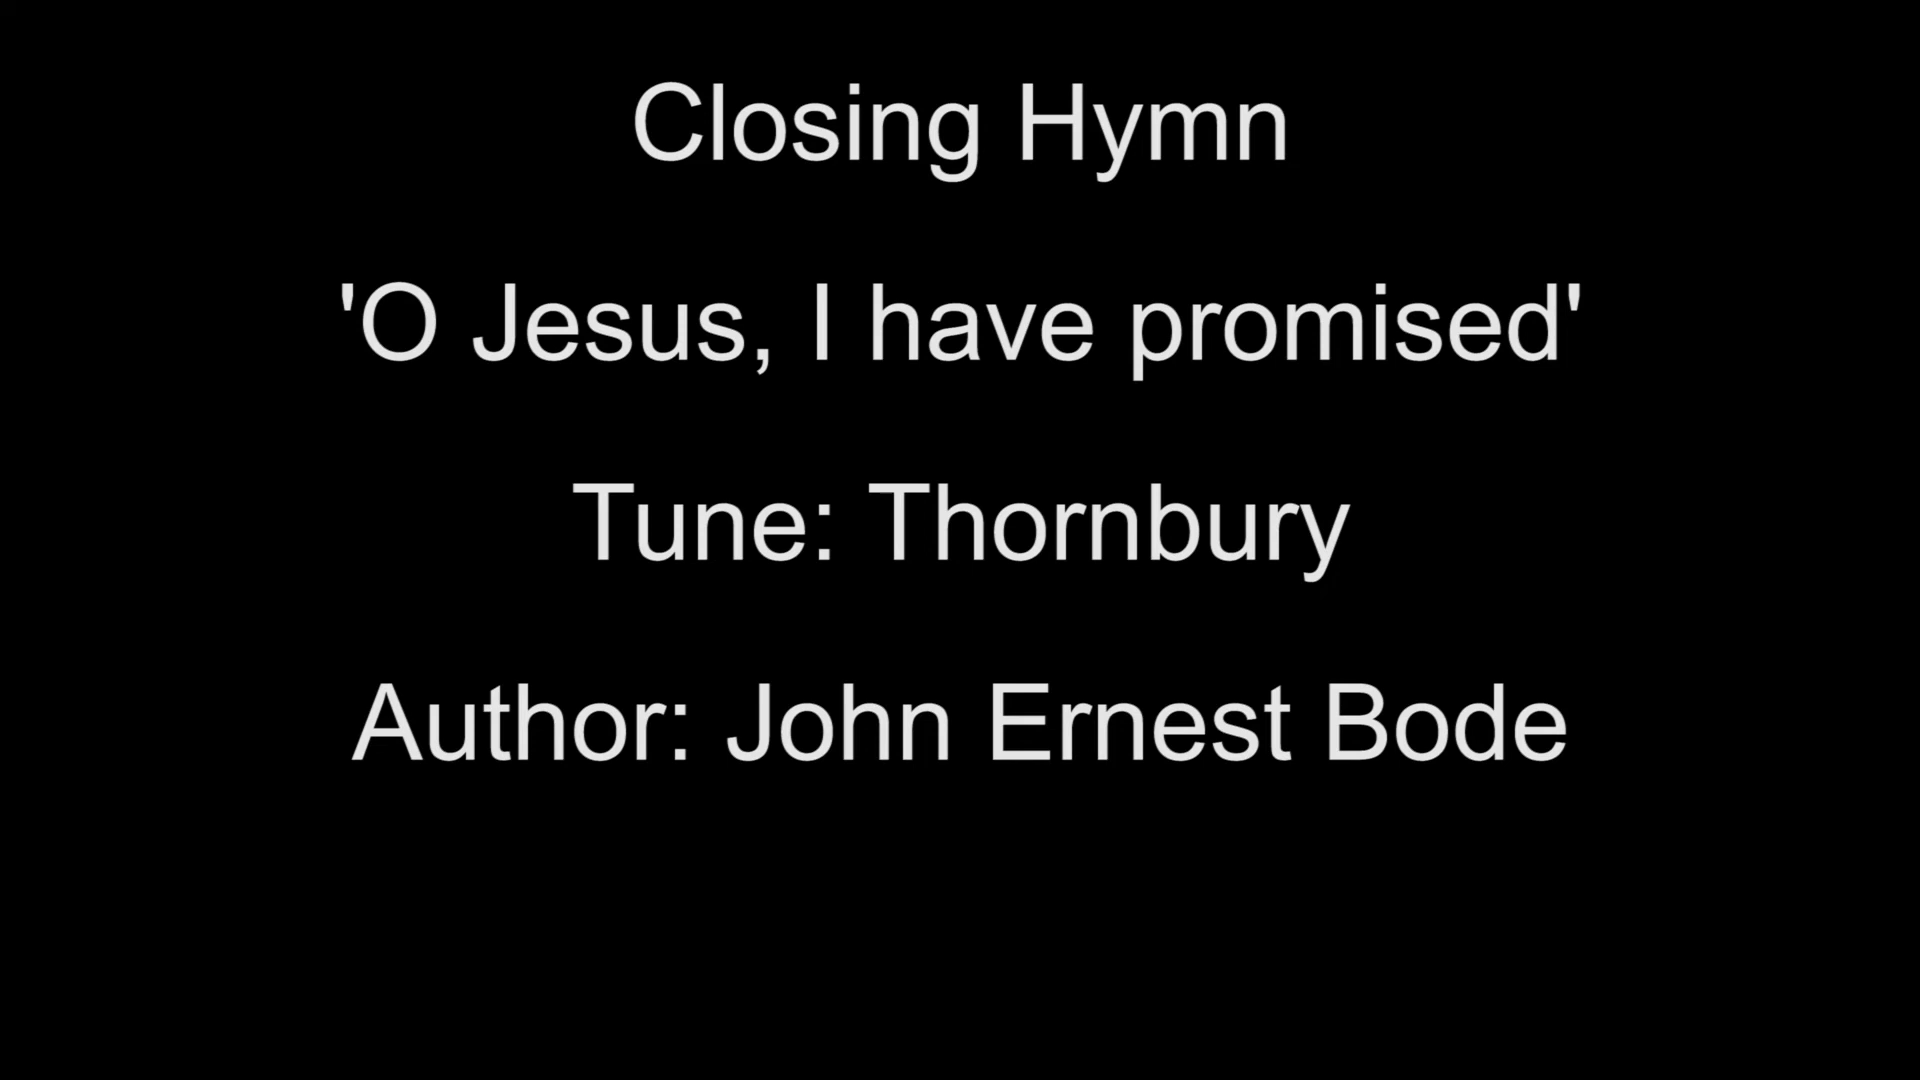 Closing Hymn
'O Jesus, I have promised'
Tune: Thornbury
Author: John Ernest Bode